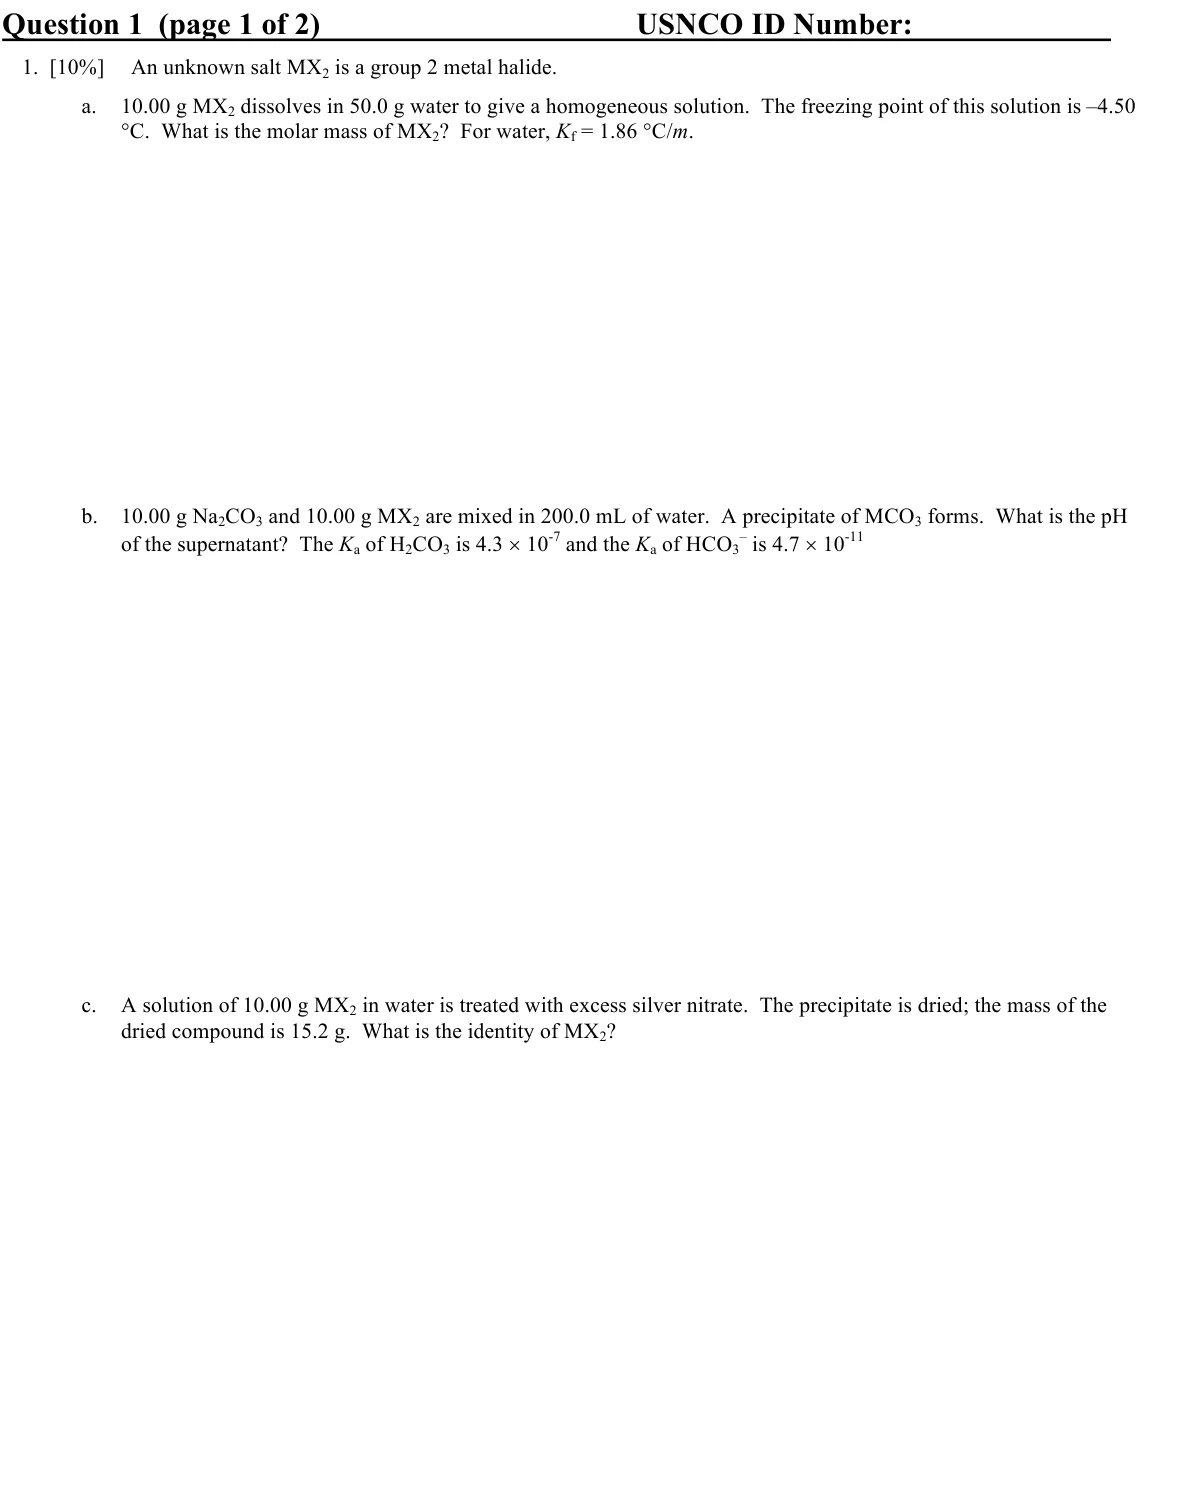 Question 1 (page 1 of 2) USNCO ID Number:
1. [10%] An unknown salt MX₂ is a group 2 metal halide.
a. 10.00 g MX₂ dissolves in 50.0 g water to give a homogeneous solution. The freezing point of this solution is –4.50
°C. What is the molar mass of MX₂? For water, Kf = 1.86 °C/m.
b. 10.00 g Na₂CO₃ and 10.00 g MX₂ are mixed in 200.0 mL of water. A precipitate of MCO₃ forms. What is the pH
of the supernatant? The Kₐ of H₂CO₃ is 4.3 × 10⁻⁷ and the Kₐ of HCO₃⁻ is 4.7 × 10⁻¹¹
c. A solution of 10.00 g MX₂ in water is treated with excess silver nitrate. The precipitate is dried; the mass of the
dried compound is 15.2 g. What is the identity of MX₂?